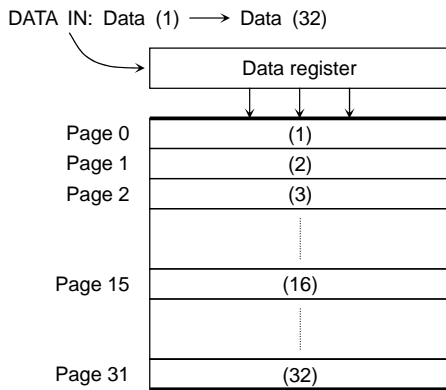 DATA IN: Data (1) ⟶ Data (32)
Data register
Page 0 (1)
Page 1 (2)
Page 2 (3)
Page 15 (16)
Page 31 (32)